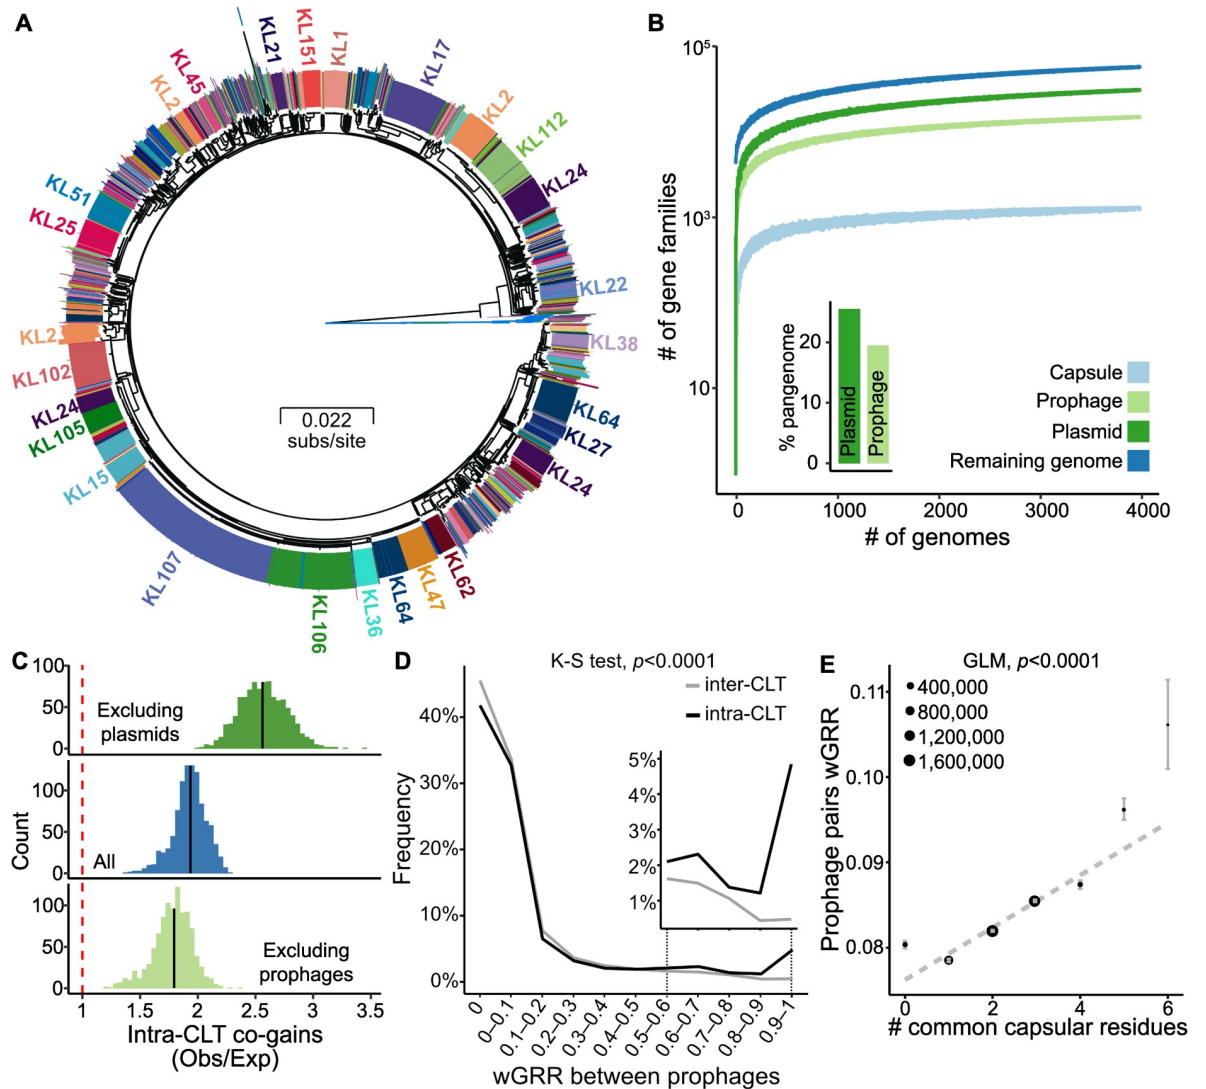 A
KL21
KL151
KL1
KL17
KL45
KL2
KL2
KL112
KL24
KL51
KL25
KL22
KL2
KL38
KL102
KL24
KL105
0.022
subs/site
KL64
KL27
KL15
KL24
KL107
KL62
KL47
KL64
KL36
KL106
B
10⁵
10³
10
# of gene families
20
10
0
% pangenome
Plasmid
Prophage
Capsule
Prophage
Plasmid
Remaining genome
0 1000 2000 3000 4000
# of genomes
C
100
50
0
Excluding
plasmids
100
50
0
All
Count
100
50
0
Excluding
prophages
1 1.5 2 2.5 3 3.5
Intra-CLT co-gains
(Obs/Exp)
D
K-S test, p<0.0001
inter-CLT
intra-CLT
40%
30%
20%
10%
0%
Frequency
5%
4%
3%
2%
1%
0
0–0.1
0.1–0.2
0.2–0.3
0.3–0.4
0.4–0.5
0.5–0.6
0.6–0.7
0.7–0.8
0.8–0.9
0.9–1
wGRR between prophages
E
GLM, p<0.0001
400,000
800,000
1,200,000
1,600,000
0.11
0.10
0.09
0.08
Prophage pairs wGRR
0 2 4 6
# common capsular residues